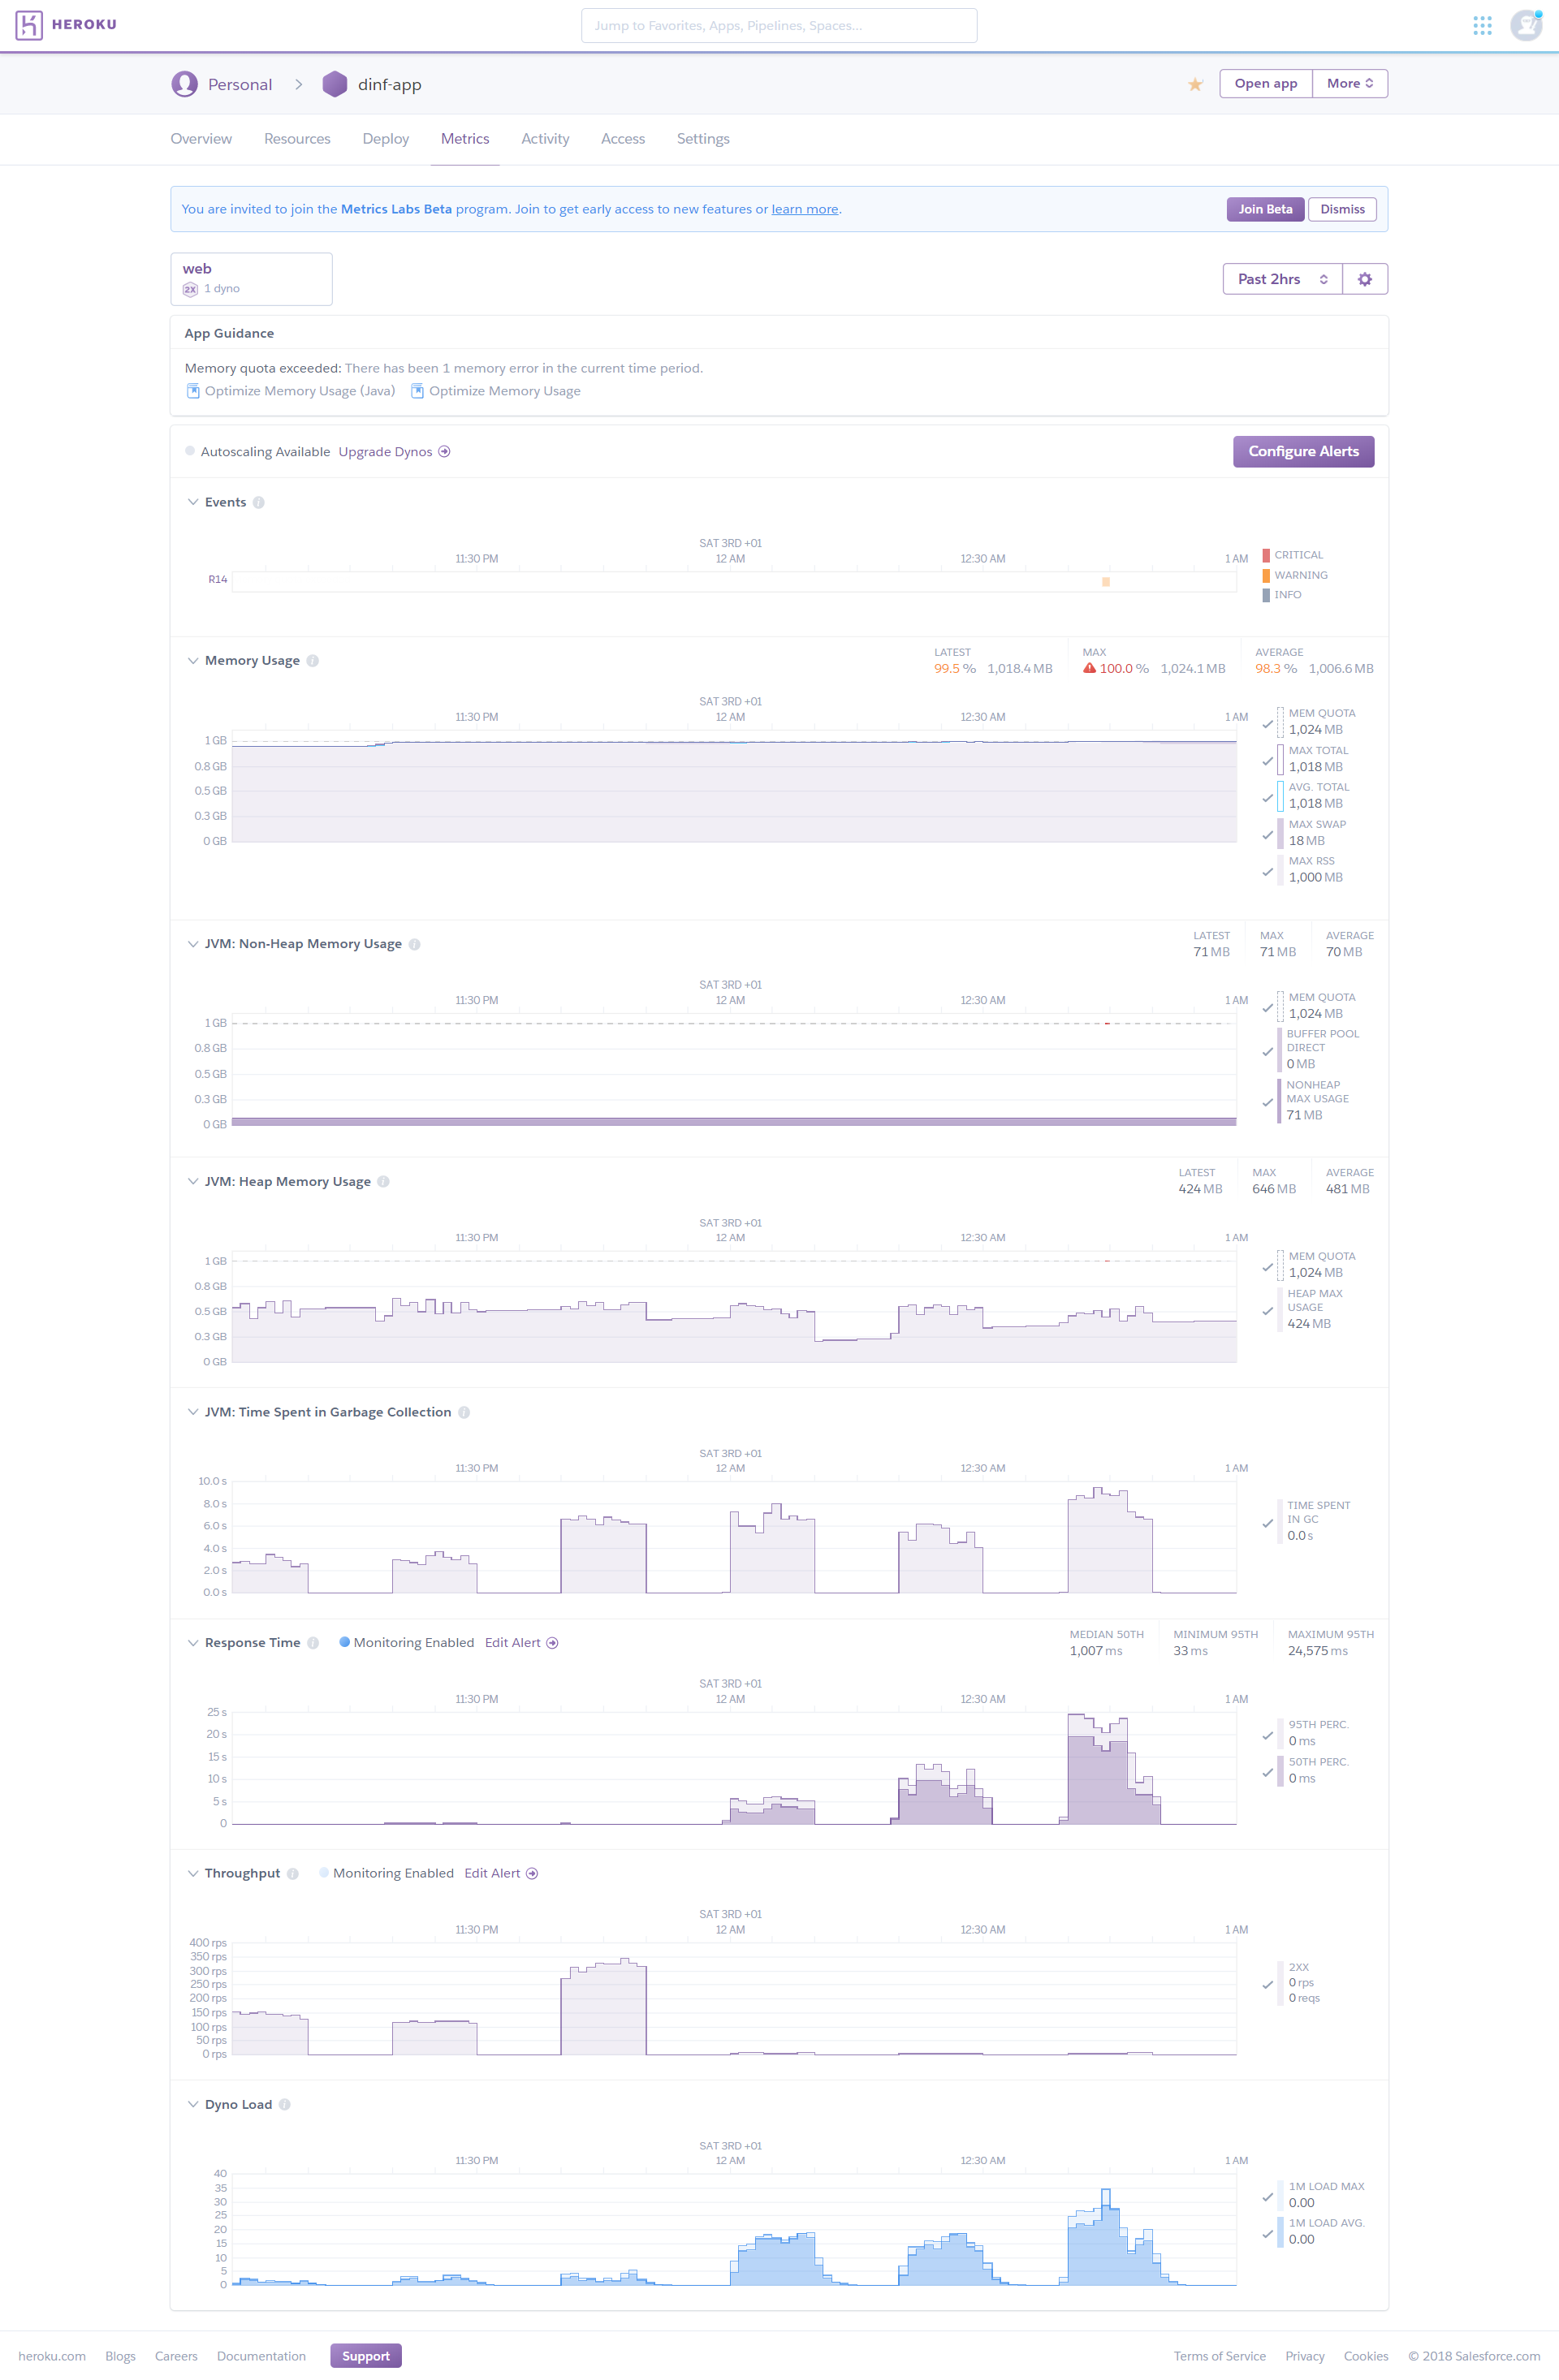 HEROKU
Jump to Favorites, Apps, Pipelines, Spaces...
Personal > dinf-app
Open app More
Overview Resources Deploy Metrics Activity Access Settings
You are invited to join the Metrics Labs Beta program. Join to get early access to new features or learn more.
Join Beta Dismiss
web
2X 1 dyno
Past 2hrs
App Guidance
Memory quota exceeded: There has been 1 memory error in the current time period.
Optimize Memory Usage (Java) Optimize Memory Usage
Autoscaling Available Upgrade Dynos
Configure Alerts
Events
SAT 3RD +01
11:30 PM 12 AM 12:30 AM 1 AM
R14
CRITICAL
WARNING
INFO
Memory Usage
LATEST MAX AVERAGE
99.5 % 1,018.4 MB 100.0 % 1,024.1 MB 98.3 % 1,006.6 MB
SAT 3RD +01
11:30 PM 12 AM 12:30 AM 1 AM
1 GB
0.8 GB
0.5 GB
0.3 GB
0 GB
MEM QUOTA
1,024 MB
MAX TOTAL
1,018 MB
AVG. TOTAL
1,018 MB
MAX SWAP
18 MB
MAX RSS
1,000 MB
JVM: Non-Heap Memory Usage
LATEST MAX AVERAGE
71 MB 71 MB 70 MB
SAT 3RD +01
11:30 PM 12 AM 12:30 AM 1 AM
1 GB
0.8 GB
0.5 GB
0.3 GB
0 GB
MEM QUOTA
1,024 MB
BUFFER POOL
DIRECT
0 MB
NONHEAP
MAX USAGE
71 MB
JVM: Heap Memory Usage
LATEST MAX AVERAGE
424 MB 646 MB 481 MB
SAT 3RD +01
11:30 PM 12 AM 12:30 AM 1 AM
1 GB
0.8 GB
0.5 GB
0.3 GB
0 GB
MEM QUOTA
1,024 MB
HEAP MAX
USAGE
424 MB
JVM: Time Spent in Garbage Collection
SAT 3RD +01
11:30 PM 12 AM 12:30 AM 1 AM
10.0 s
8.0 s
6.0 s
4.0 s
2.0 s
0.0 s
TIME SPENT
IN GC
0.0 s
Response Time Monitoring Enabled Edit Alert
MEDIAN 50TH MINIMUM 95TH MAXIMUM 95TH
1,007 ms 33 ms 24,575 ms
SAT 3RD +01
11:30 PM 12 AM 12:30 AM 1 AM
25 s
20 s
15 s
10 s
5 s
0
95TH PERC.
0 ms
50TH PERC.
0 ms
Throughput Monitoring Enabled Edit Alert
SAT 3RD +01
11:30 PM 12 AM 12:30 AM 1 AM
400 rps
350 rps
300 rps
250 rps
200 rps
150 rps
100 rps
50 rps
0 rps
2XX
0 rps
0 reqs
Dyno Load
SAT 3RD +01
11:30 PM 12 AM 12:30 AM 1 AM
40
35
30
25
20
15
10
5
0
1M LOAD MAX
0.00
1M LOAD AVG.
0.00
heroku.com Blogs Careers Documentation Support
Terms of Service Privacy Cookies © 2018 Salesforce.com